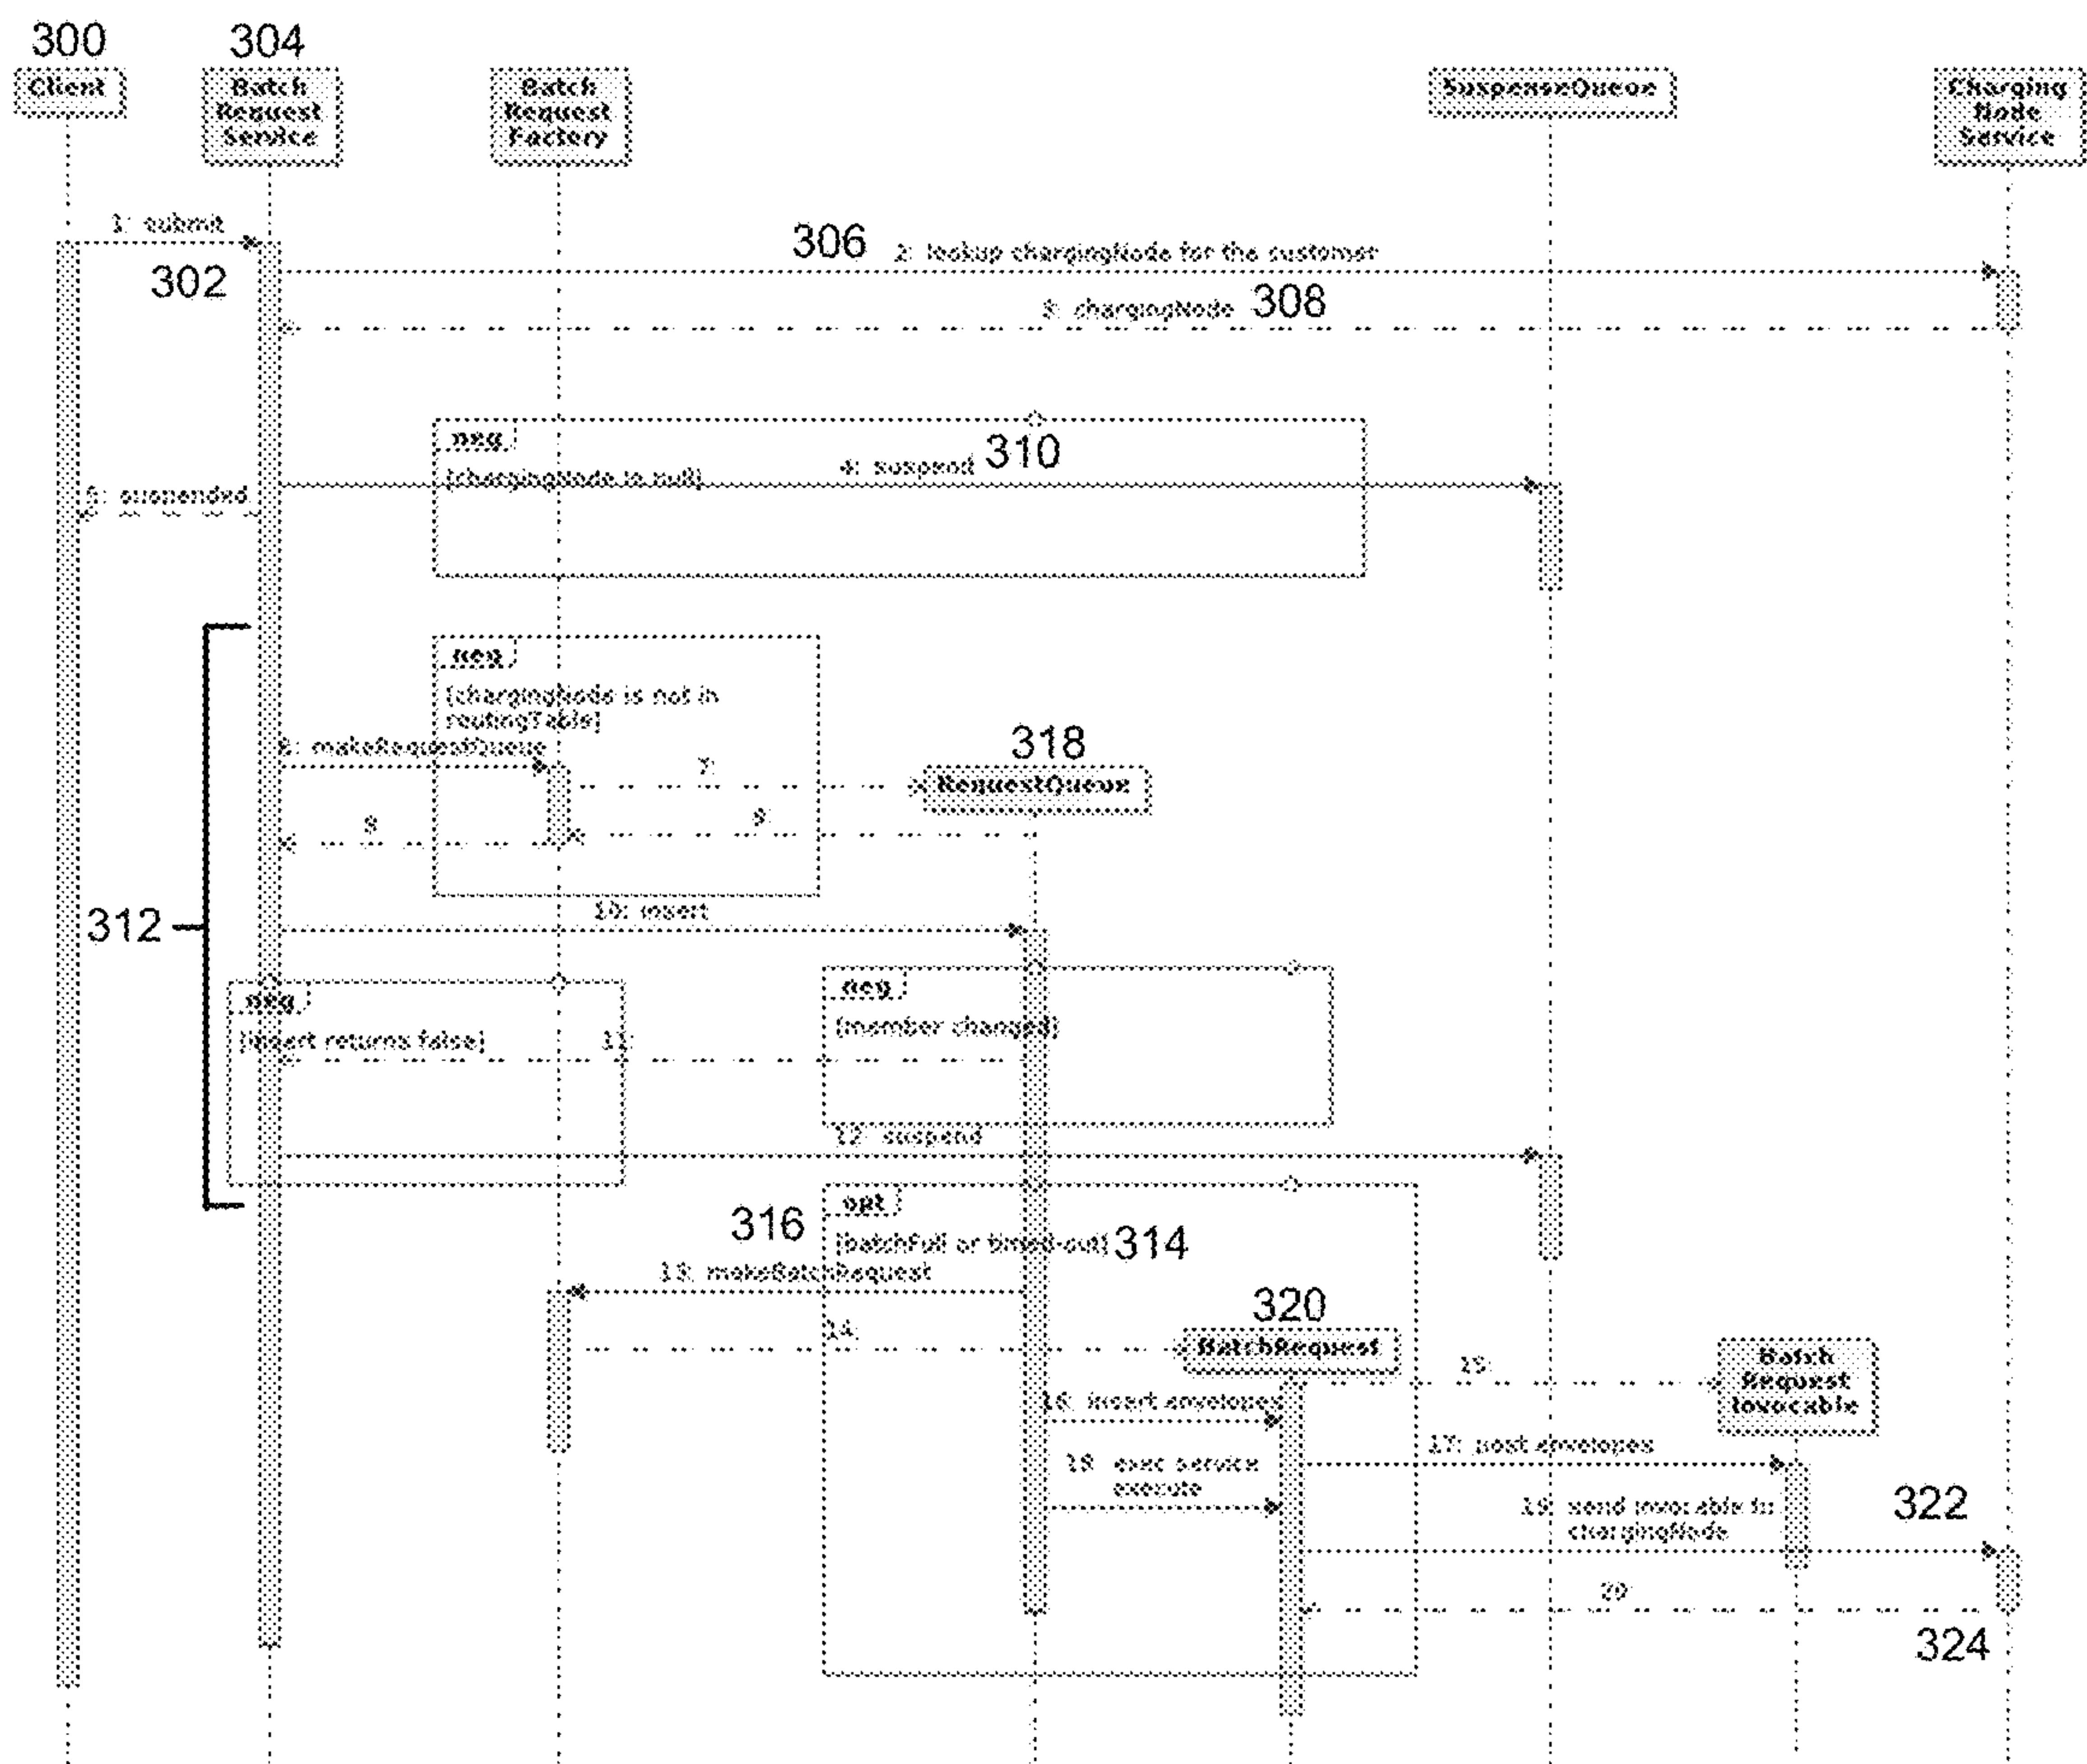 300
304
Client
Batch
Request
Service
Batch
Request
Factory
SuspenseQueue
Charging
Node
Service
1: submit
302
306
2: lookup chargingNode for the customer
3: chargingNode
308
neg
[chargingNode is null]
4: suspend
310
5: suspended
neg
[chargingNode is not in
routingTable]
6: makeRequestQueue
7:
318
RequestQueue
8:
9
312
10: insert
neg
[insert returns false]
11:
neg
[member changed]
12: suspend
opt
[batchFull or timed-out]
314
316
13: makeBatchRequest
14:
320
BatchRequest
15:
Batch
Request
Invocable
16: insert envelopes
17: post envelopes
18: exec service
execute
19: send invocable to
chargingNode
322
20:
324